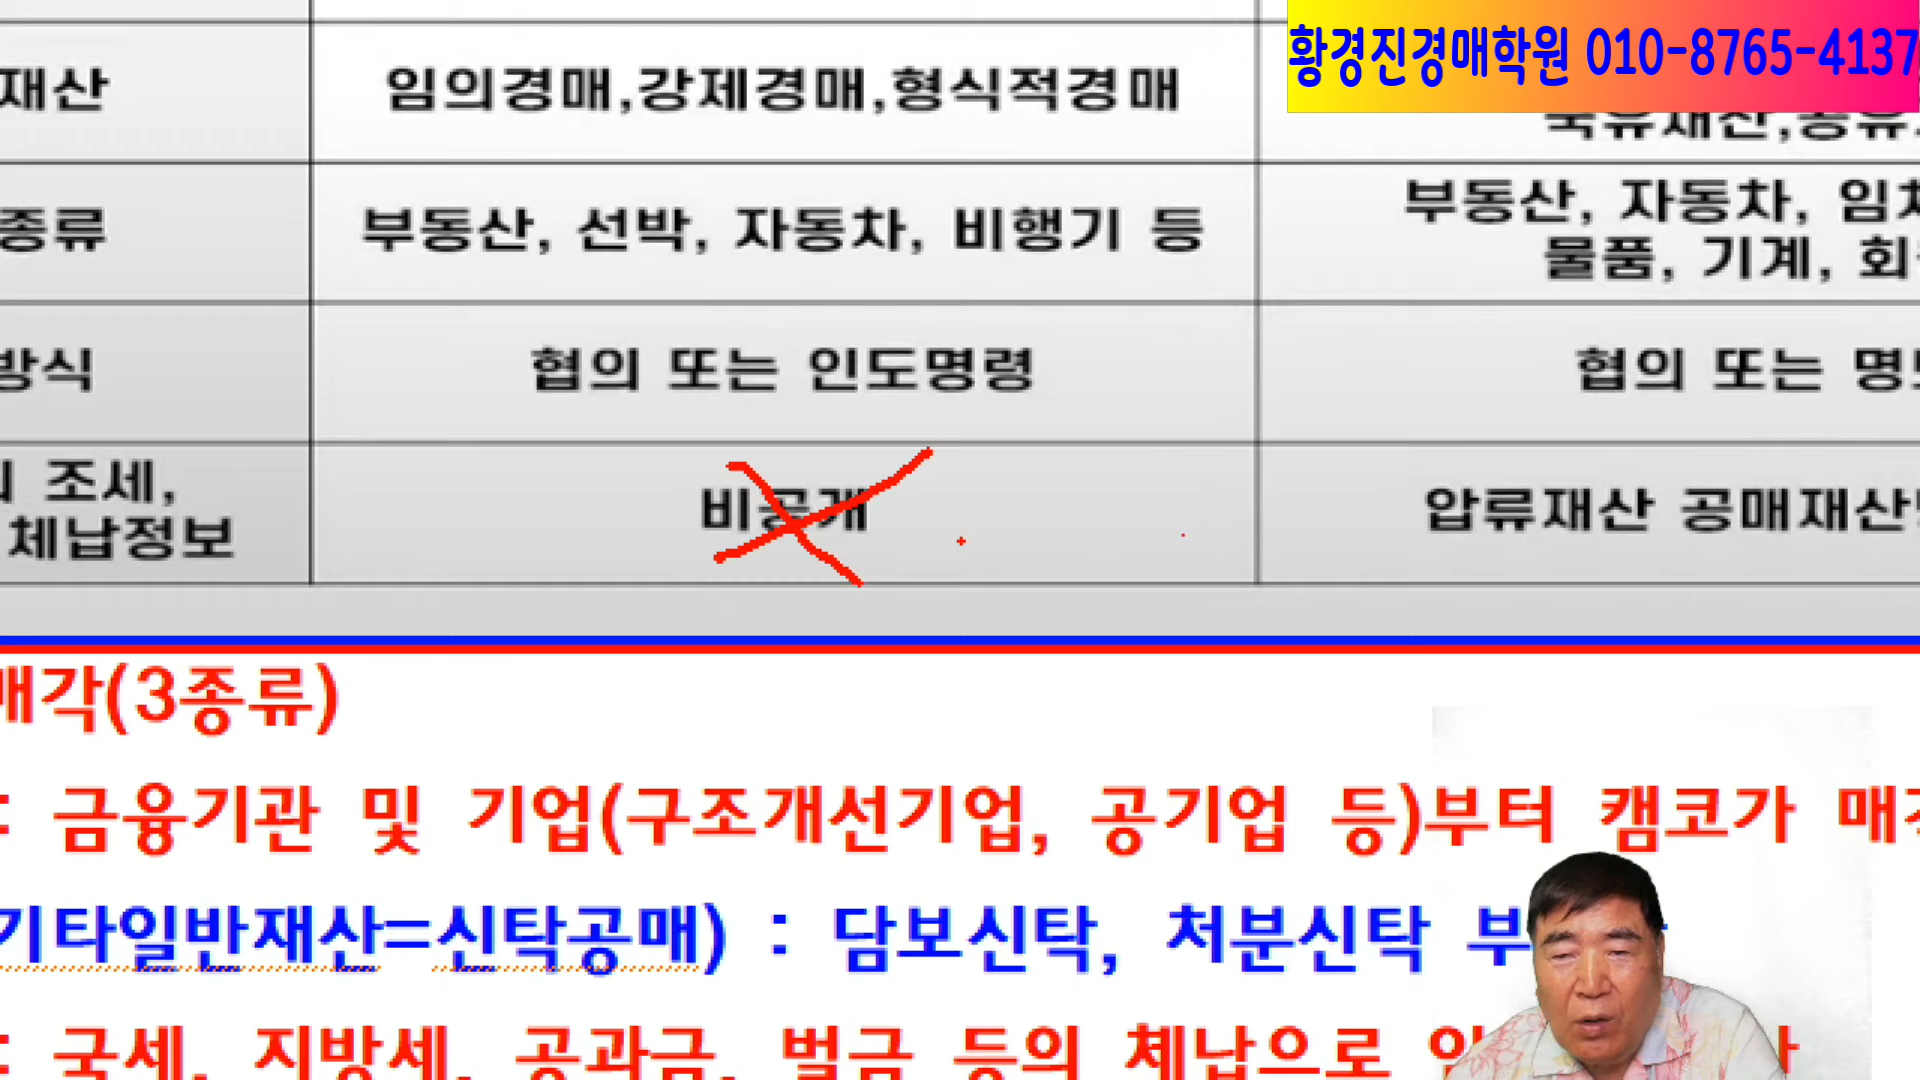 황경진경매학원 010-8765-4137
재산
임의경매,강제경매,형식적경매
국유재산,공유
종류
부동산, 선박, 자동차, 비행기 등
부동산, 자동차,
물품, 기계,
방식
협의 또는 인도명령
협의 또는
조세,
체납정보
비공개
압류재산 공매재산
매각(3종류)
: 금융기관 및 기업(구조개선기업, 공기업 등)부터 캠코가
기타일반재산=신탁공매) : 담보신탁, 처분신탁
: 국세, 지방세, 공과금, 벌금 등의 체납으로